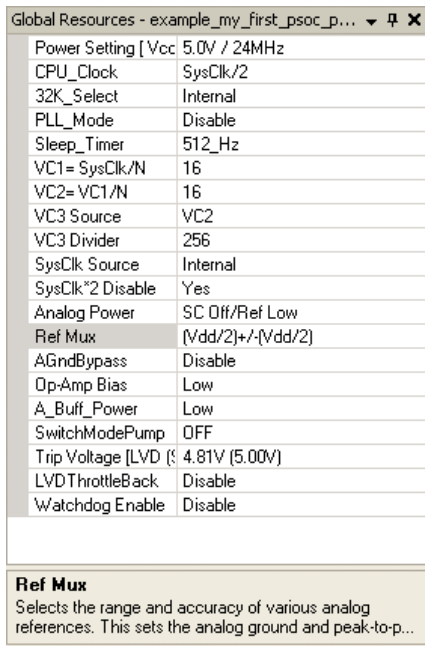 Global Resources - example_my_first_psoc_p...
Power Setting [ Vcc 5.0V / 24MHz
CPU_Clock SysClk/2
32K_Select Internal
PLL_Mode Disable
Sleep_Timer 512_Hz
VC1= SysClk/N 16
VC2= VC1/N 16
VC3 Source VC2
VC3 Divider 256
SysClk Source Internal
SysClk*2 Disable Yes
Analog Power SC Off/Ref Low
Ref Mux (Vdd/2)+/-(Vdd/2)
AGndBypass Disable
Op-Amp Bias Low
A_Buff_Power Low
SwitchModePump OFF
Trip Voltage [LVD ( 4.81V (5.00V)
LVDThrottleBack Disable
Watchdog Enable Disable
Ref Mux
Selects the range and accuracy of various analog
references. This sets the analog ground and peak-to-p...